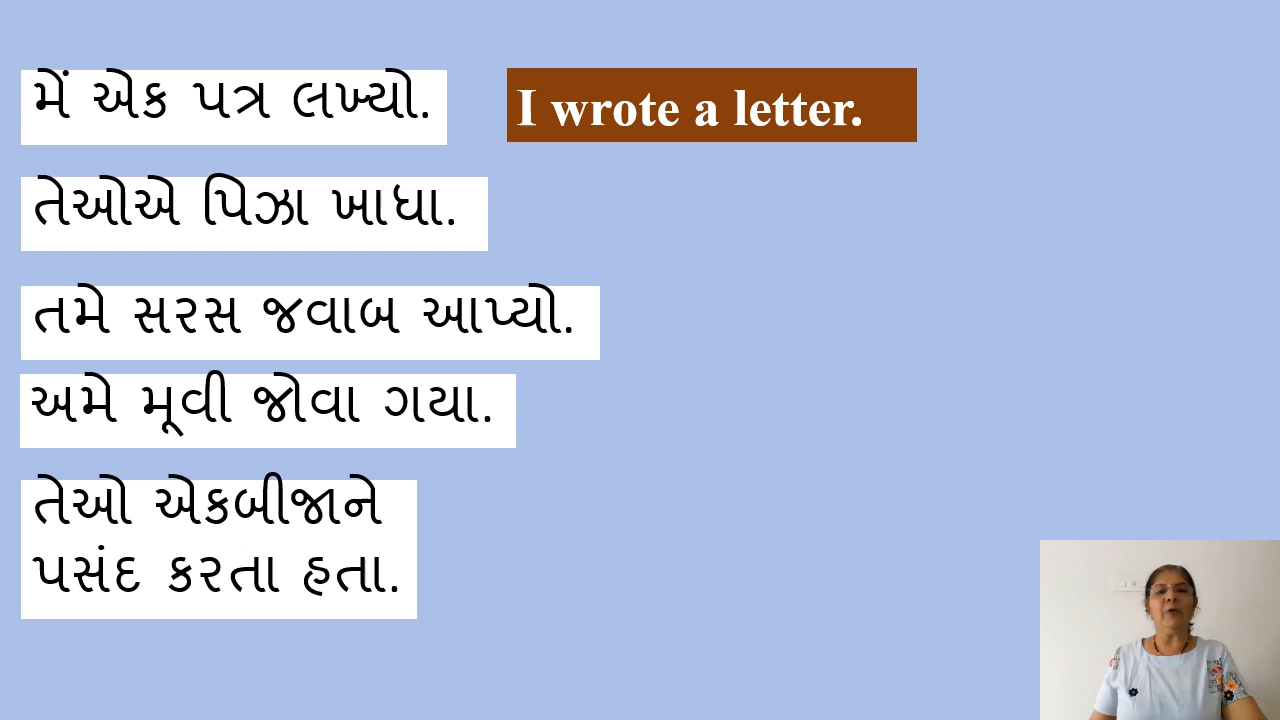 મેં એક પત્ર લખ્યો.
I wrote a letter.
તેઓએ પિઝા ખાધા.
તમે સરસ જવાબ આપ્યો.
અમે મૂવી જોવા ગયા.
તેઓ એકબીજાને
પસંદ કરતા હતા.